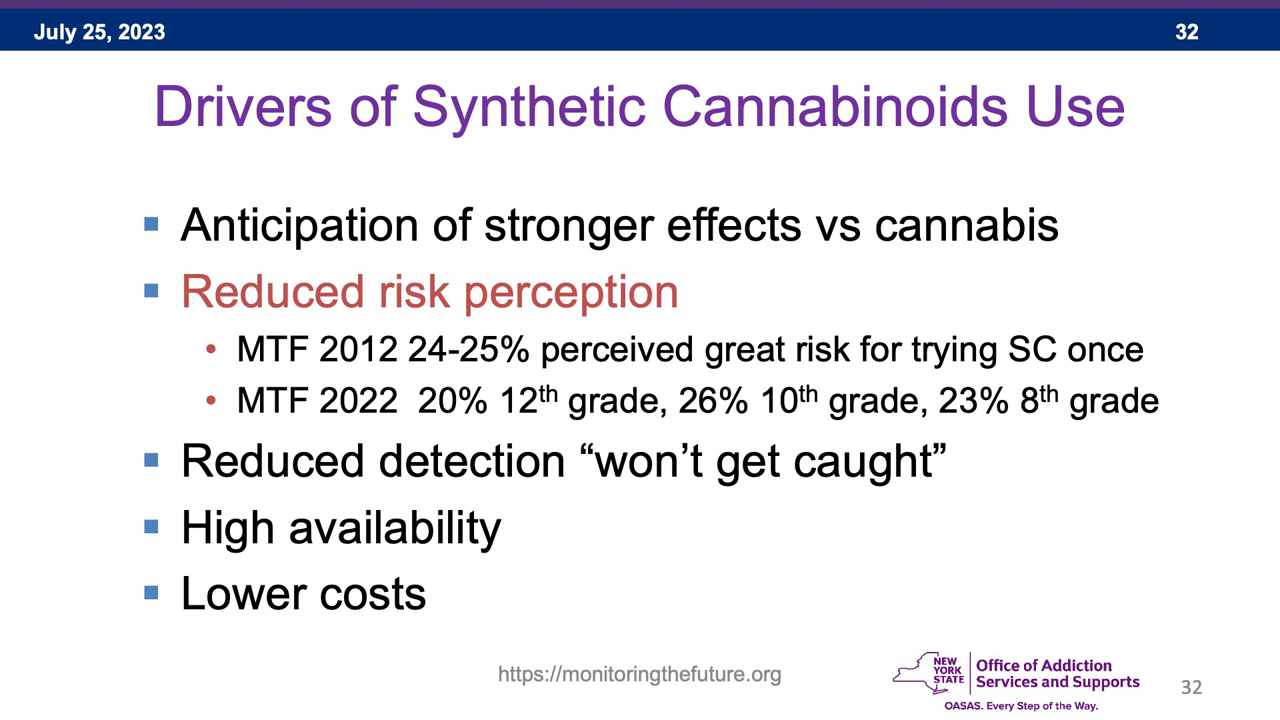 July 25, 2023
32
Drivers of Synthetic Cannabinoids Use
▪ Anticipation of stronger effects vs cannabis
▪ Reduced risk perception
• MTF 2012 24-25% perceived great risk for trying SC once
• MTF 2022  20% 12th grade, 26% 10th grade, 23% 8th grade
▪ Reduced detection “won’t get caught”
▪ High availability
▪ Lower costs
https://monitoringthefuture.org
NEW
YORK
STATE
Office of Addiction
Services and Supports
OASAS. Every Step of the Way.
32